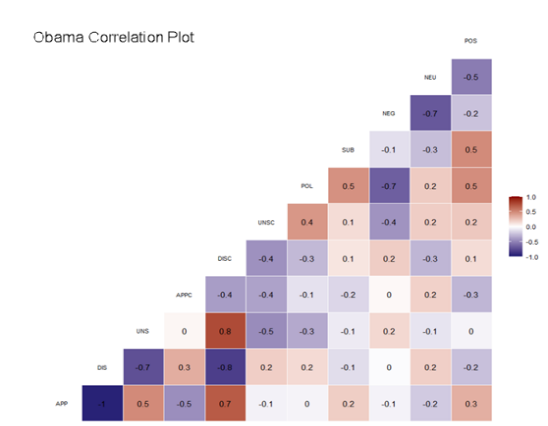 Obama Correlation Plot
POS
NEU -0.5
NEG -0.7 -0.2
SUB -0.1 -0.3 0.5
POL 0.5 -0.7 0.2 0.5
UNSC 0.4 0.1 -0.4 0.2 0.2
DISC -0.4 -0.3 0.1 0.2 -0.3 0.1
APPC -0.4 -0.4 -0.1 -0.2 0 0.2 -0.3
UNS 0 0.8 -0.5 -0.3 -0.1 0.2 -0.1 0
DIS -0.7 0.3 -0.8 0.2 0.2 -0.1 0 0.2 -0.2
APP -1 0.5 -0.5 0.7 -0.1 0 0.2 -0.1 -0.2 0.3
1.0
0.5
0.0
-0.5
-1.0